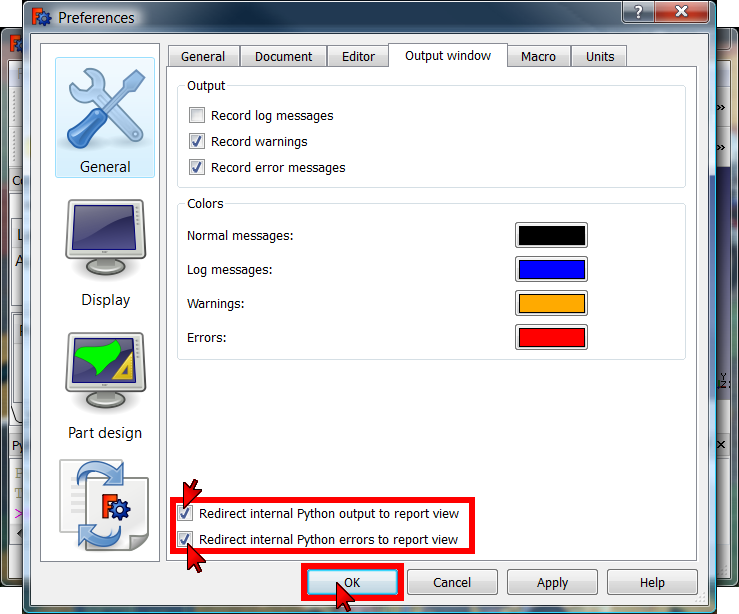 Preferences
?
General
Document
Editor
Output window
Macro
Units
Output
Record log messages
Record warnings
Record error messages
Colors
Normal messages:
Log messages:
Warnings:
Errors:
General
Display
Part design
Redirect internal Python output to report view
Redirect internal Python errors to report view
OK
Cancel
Apply
Help